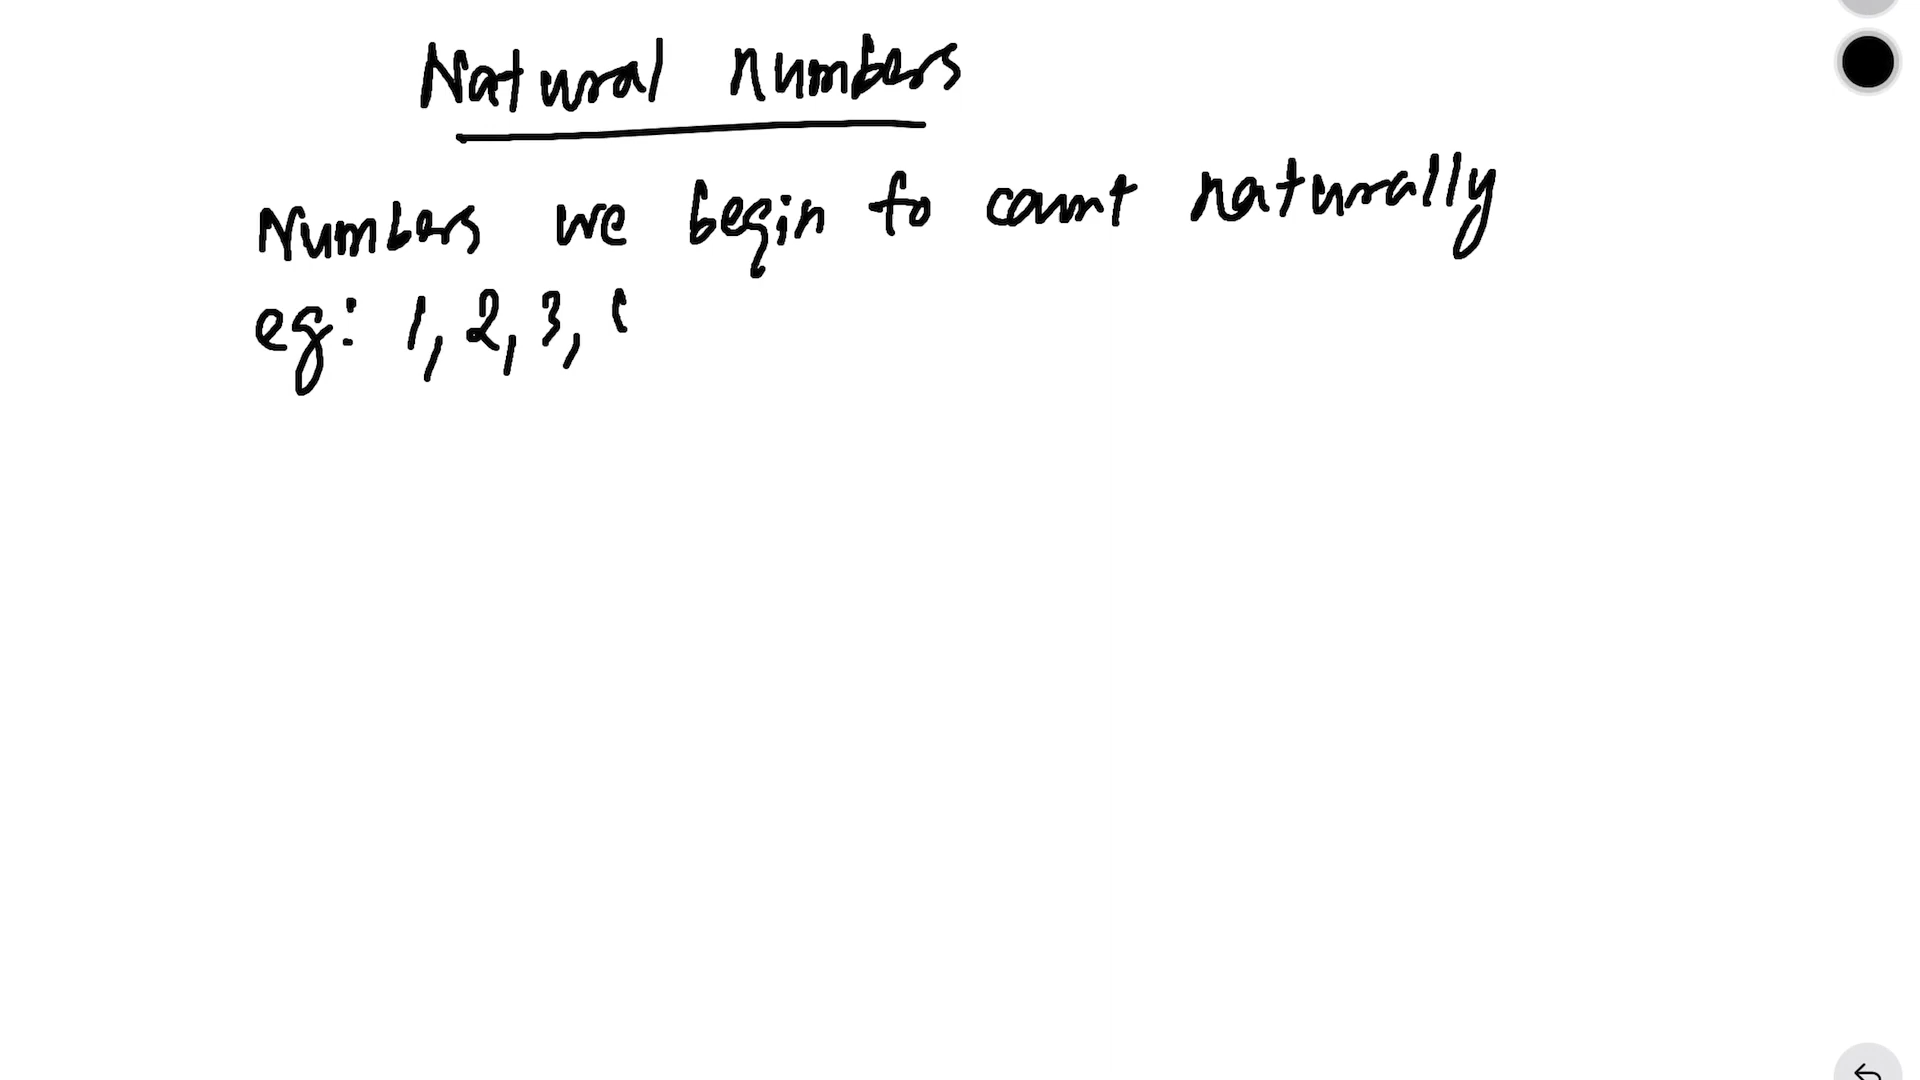 Natural numbers
Numbers we begin to count naturally
eg: 1, 2, 3,